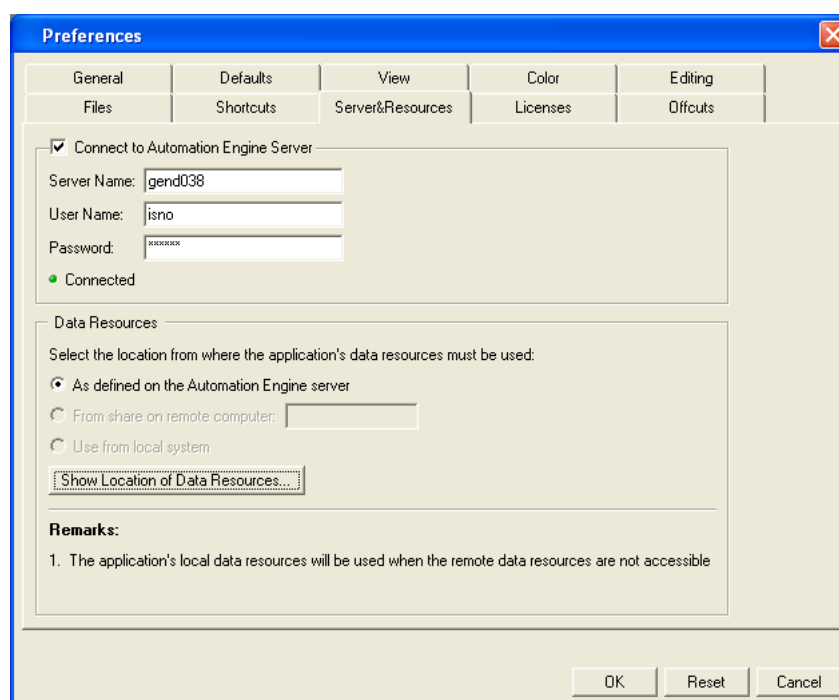 Preferences
General Defaults View Color Editing
Files Shortcuts Server&Resources Licenses Offcuts
Connect to Automation Engine Server
Server Name: gend038
User Name: isno
Password: ××××××
Connected
Data Resources
Select the location from where the application's data resources must be used:
As defined on the Automation Engine server
From share on remote computer:
Use from local system
Show Location of Data Resources...
Remarks:
1. The application's local data resources will be used when the remote data resources are not accessible
OK Reset Cancel